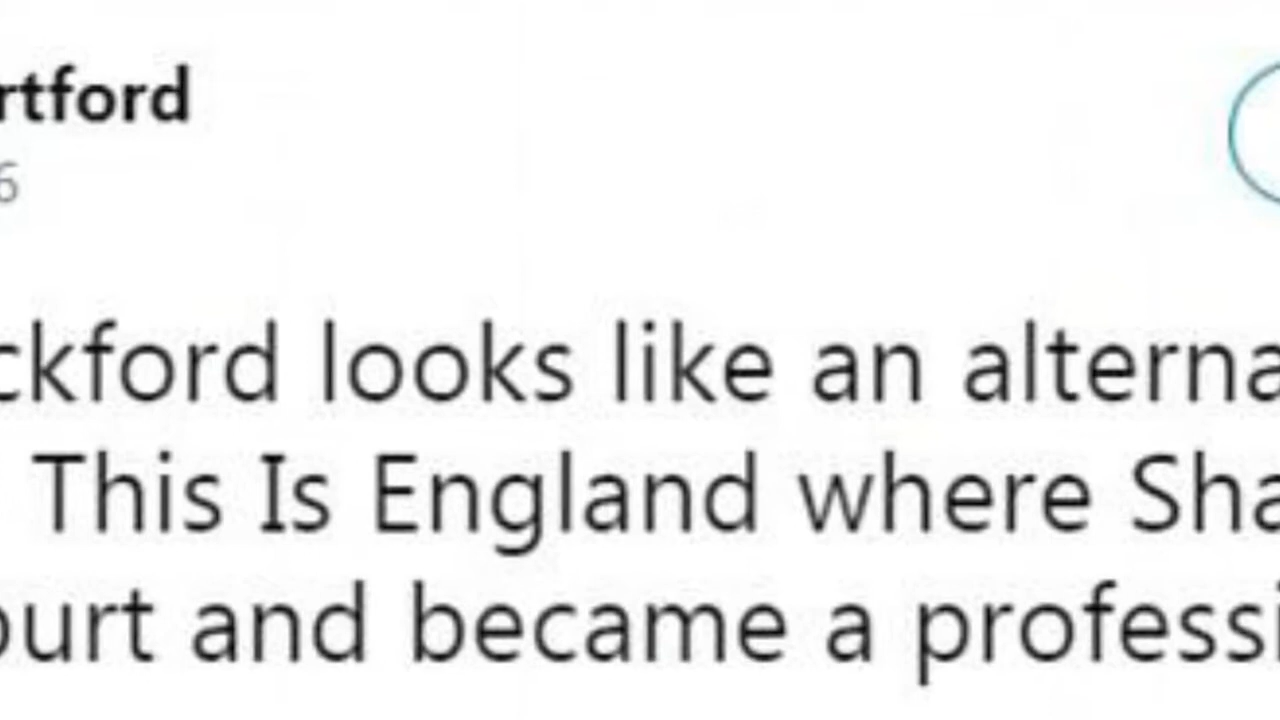 rtford
6
ckford looks like an alterna
This Is England where Sha
ourt and became a professi